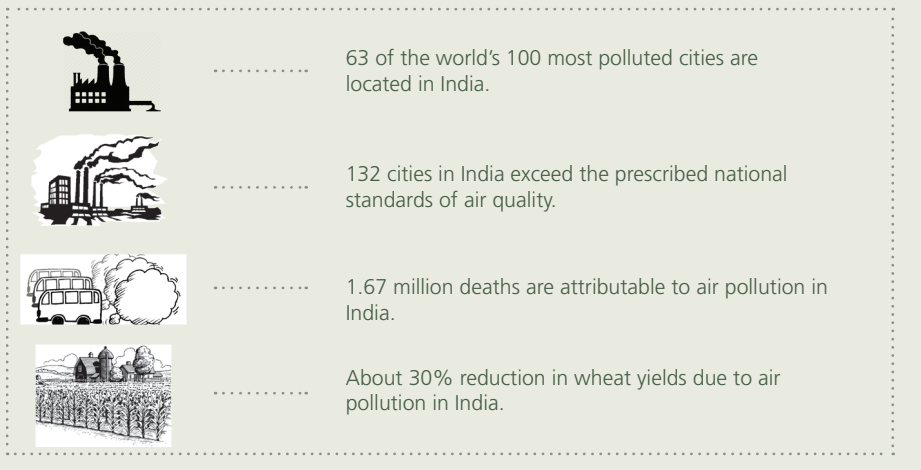 63 of the world's 100 most polluted cities are
located in India.
132 cities in India exceed the prescribed national
standards of air quality.
1.67 million deaths are attributable to air pollution in
India.
About 30% reduction in wheat yields due to air
pollution in India.